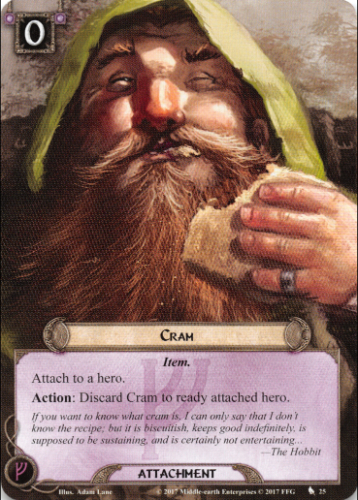 0
CRAM
Item.
Attach to a hero.
Action: Discard Cram to ready attached hero.
If you want to know what cram is, I can only say that I don't
know the recipe; but it is biscuitish, keeps good indefinitely, is
supposed to be sustaining, and is certainly not entertaining...
—The Hobbit
Illus. Adam Lane
ATTACHMENT
© 2017 Middle-earth Enterprises © 2017 FFG
25